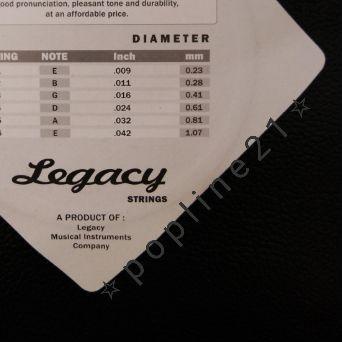 ood pronunciation, pleasant tone and durability,
at an affordable price.
DIAMETER
ING NOTE Inch mm
E .009 0.23
B .011 0.28
G .016 0.41
D .024 0.61
A .032 0.81
E .042 1.07
Legacy
STRINGS
A PRODUCT OF :
Legacy
Musical Instruments
Company
☆ popline21 ☆